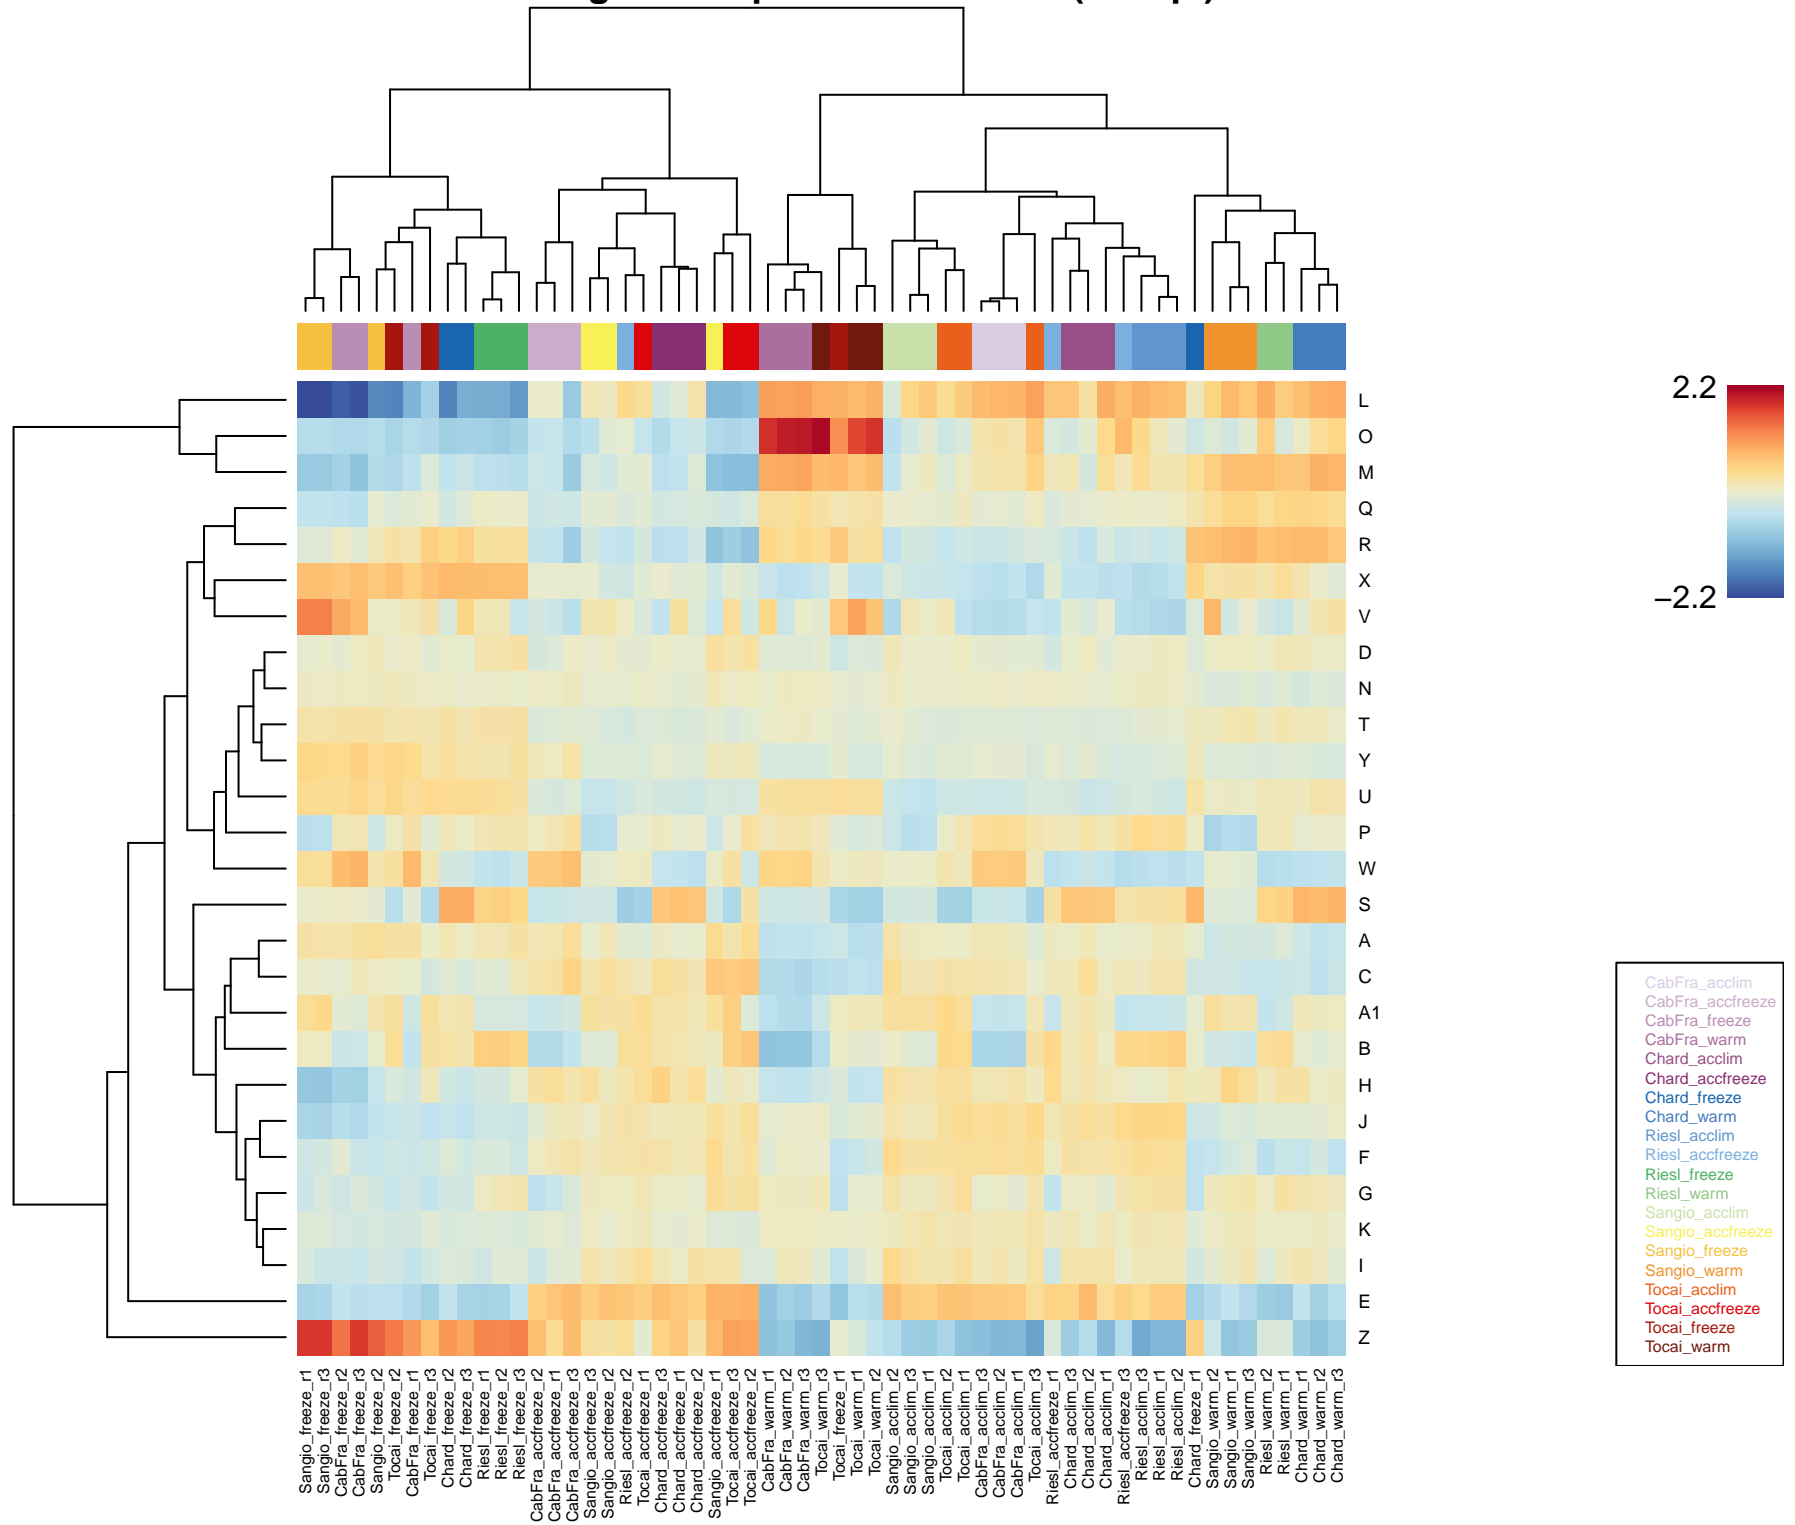 2.2
−2.2
L
O
M
Q
R
X
V
D
N
T
Y
U
P
W
S
A
C
A1
B
H
J
F
G
K
I
E
Z
CabFra_acclim
CabFra_accfreeze
CabFra_freeze
CabFra_warm
Chard_acclim
Chard_accfreeze
Chard_freeze
Chard_warm
Riesl_acclim
Riesl_accfreeze
Riesl_freeze
Riesl_warm
Sangio_acclim
Sangio_accfreeze
Sangio_freeze
Sangio_warm
Tocai_acclim
Tocai_accfreeze
Tocai_freeze
Tocai_warm
Sangio_freeze_r1
Sangio_freeze_r3
CabFra_freeze_r2
CabFra_freeze_r3
Sangio_freeze_r2
Tocai_freeze_r2
CabFra_freeze_r1
Tocai_freeze_r3
Chard_freeze_r2
Chard_freeze_r3
Riesl_freeze_r1
Riesl_freeze_r2
Riesl_freeze_r3
CabFra_accfreeze_r2
CabFra_accfreeze_r1
CabFra_accfreeze_r3
Sangio_accfreeze_r3
Sangio_accfreeze_r2
Riesl_accfreeze_r2
Tocai_accfreeze_r1
Chard_accfreeze_r3
Chard_accfreeze_r1
Chard_accfreeze_r2
Sangio_accfreeze_r1
Tocai_accfreeze_r3
Tocai_accfreeze_r2
CabFra_warm_r1
CabFra_warm_r2
CabFra_warm_r3
Tocai_warm_r3
Tocai_freeze_r1
Tocai_warm_r1
Tocai_warm_r2
Sangio_acclim_r2
Sangio_acclim_r3
Sangio_acclim_r1
Tocai_acclim_r2
Tocai_acclim_r1
CabFra_acclim_r3
CabFra_acclim_r2
CabFra_acclim_r1
Tocai_acclim_r3
Riesl_accfreeze_r1
Chard_acclim_r3
Chard_acclim_r2
Chard_acclim_r1
Riesl_accfreeze_r3
Riesl_acclim_r3
Riesl_acclim_r1
Riesl_acclim_r2
Chard_freeze_r1
Sangio_warm_r2
Sangio_warm_r1
Sangio_warm_r3
Riesl_warm_r2
Riesl_warm_r1
Chard_warm_r1
Chard_warm_r2
Chard_warm_r3